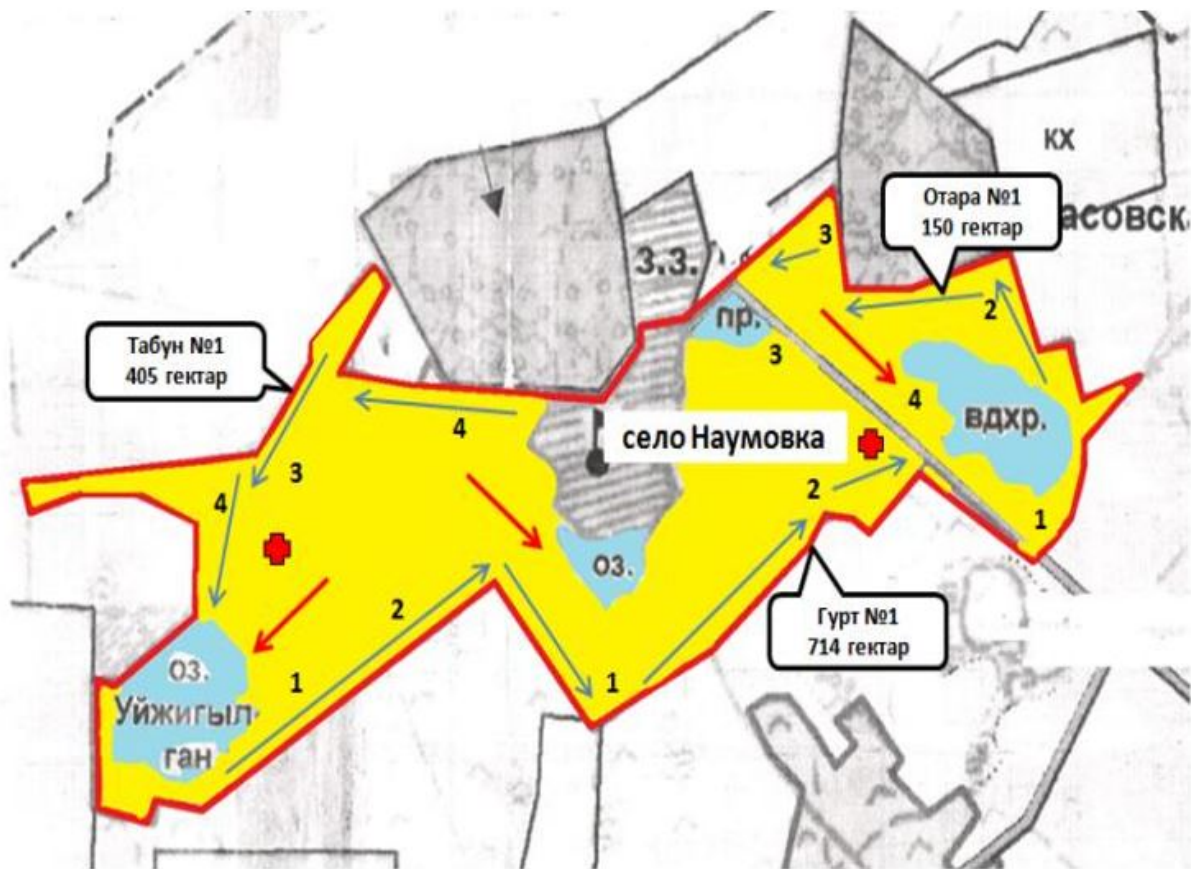 кх
Отара №1
150 гектар
асовск
3
з.з.
2
пр.
Табун №1
405 гектар
3
4
вдхр.
4
село Наумовка
3
4
2
1
оз.
2
Гурт №1
714 гектар
оз.
1
1
Уйжигыл-
ган